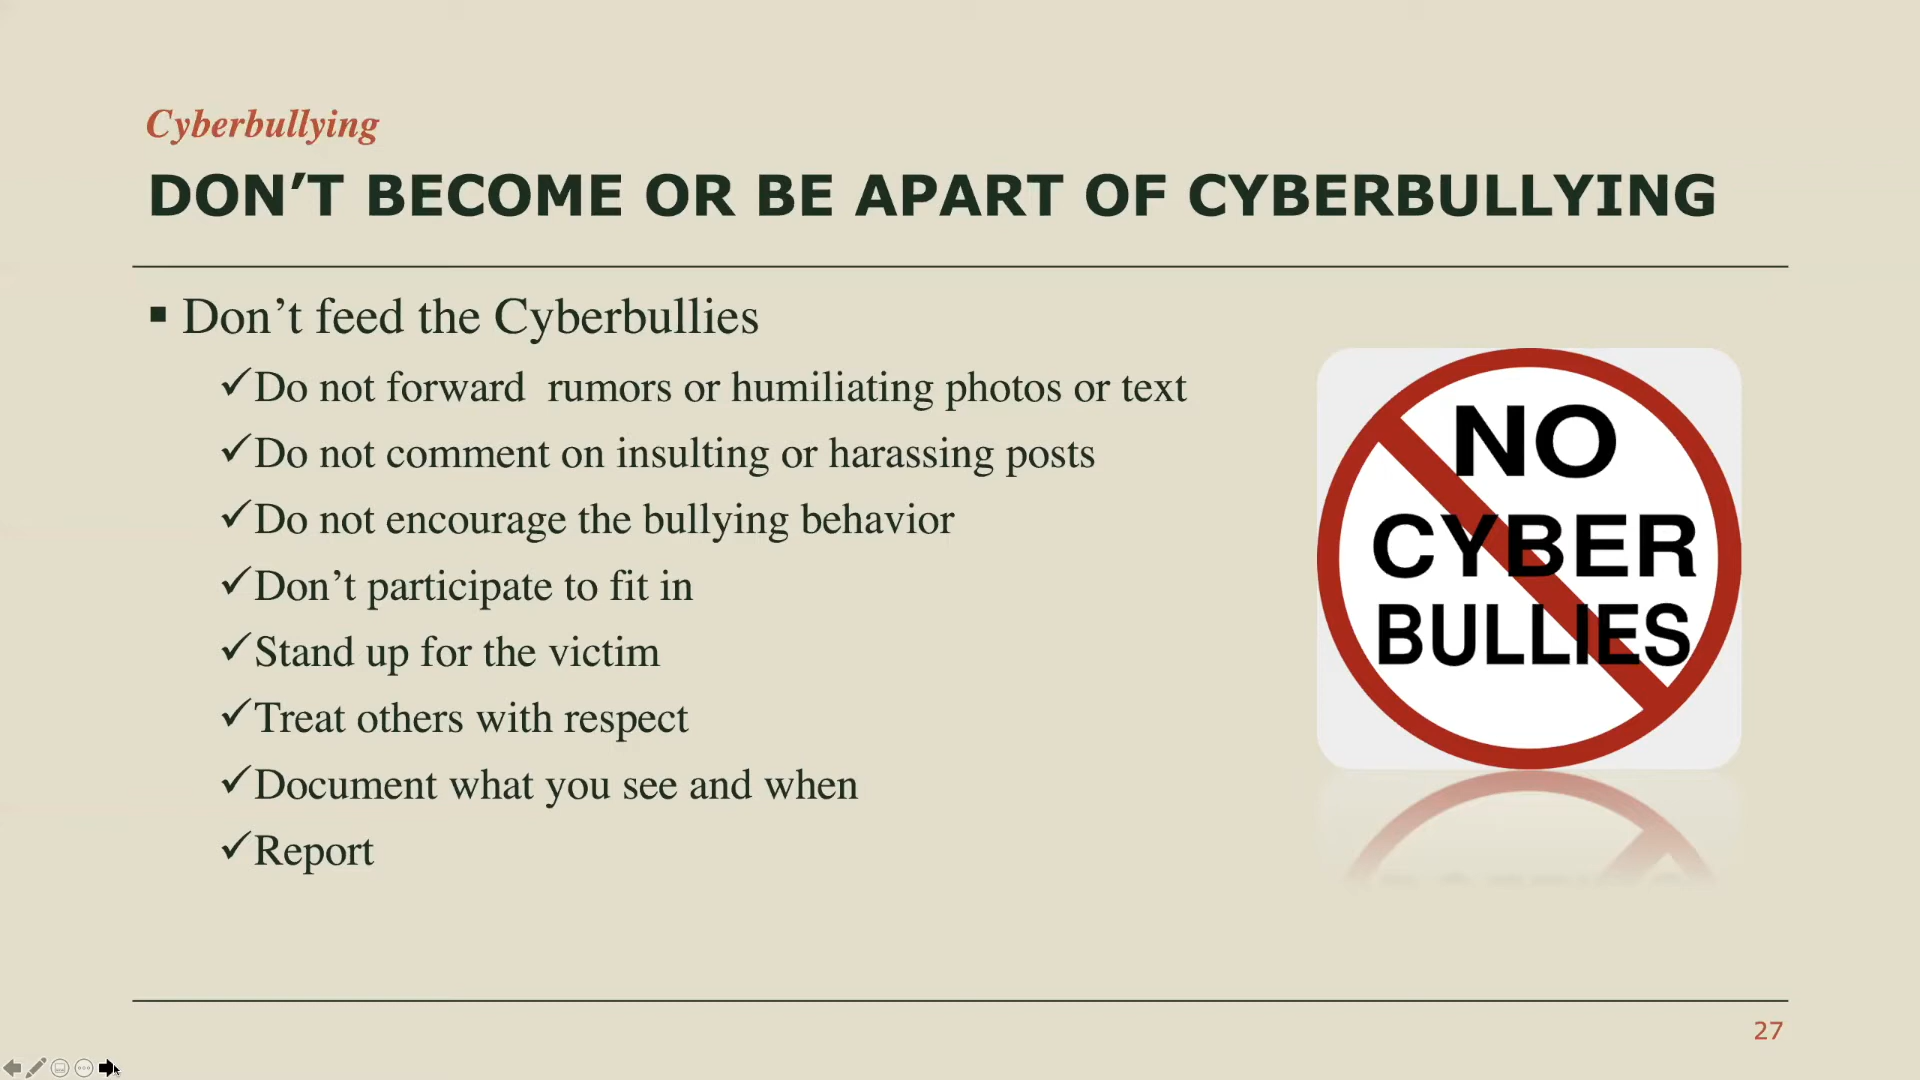 Cyberbullying
DON’T BECOME OR BE APART OF CYBERBULLYING
▪ Don’t feed the Cyberbullies
✓Do not forward  rumors or humiliating photos or text
✓Do not comment on insulting or harassing posts
✓Do not encourage the bullying behavior
✓Don’t participate to fit in
✓Stand up for the victim
✓Treat others with respect
✓Document what you see and when
✓Report
NO
CYBER
BULLIES
27